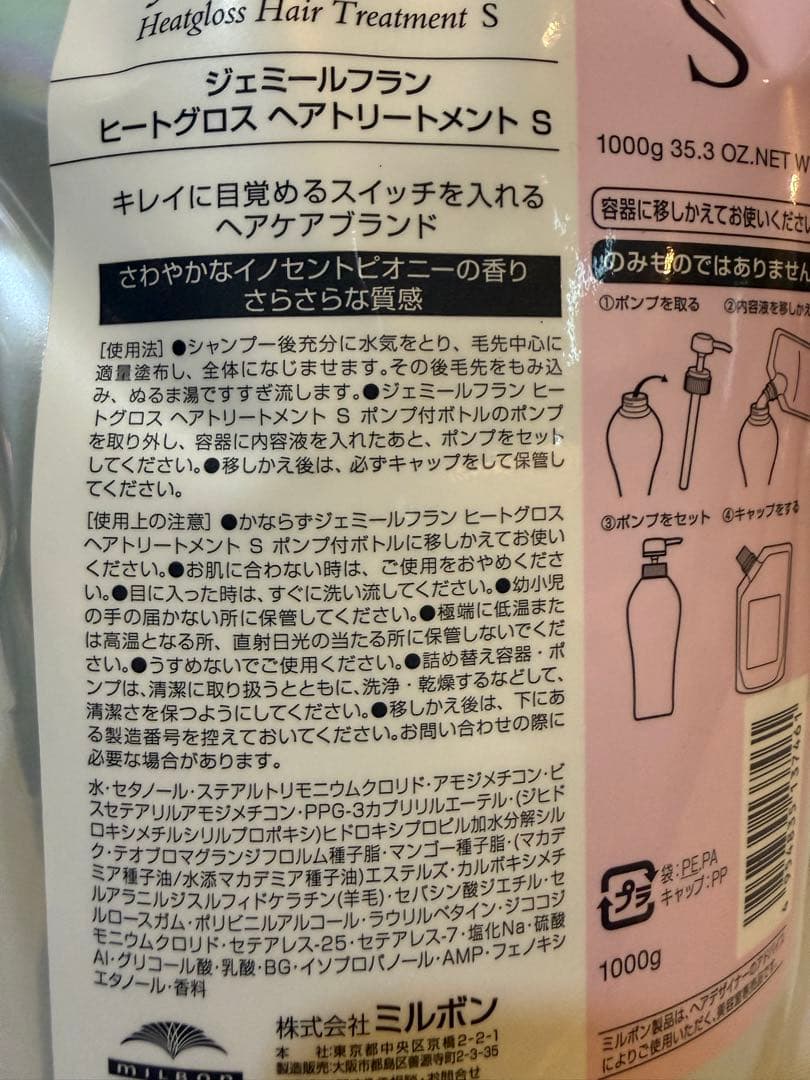 Heatgloss Hair Treatment S
ジェミールフラン
ヒートグロス ヘアトリートメント S
キレイに目覚めるスイッチを入れる
ヘアケアブランド
さわやかなイノセントピオニーの香り
さらさらな質感
[使用法] ●シャンプー後充分に水気をとり、毛先中心に
適量塗布し、全体になじませます。その後毛先をもみ込
み、ぬるま湯ですすぎ流します。●ジェミールフラン ヒー
トグロス ヘアトリートメント S ポンプ付ボトルのポンプ
を取り外し、容器に内容液を入れたあと、ポンプをセット
してください。●移しかえ後は、必ずキャップをして保管し
てください。
[使用上の注意] ●かならずジェミールフラン ヒートグロス
ヘアトリートメント S ポンプ付ボトルに移しかえてお使い
ください。●お肌に合わない時は、ご使用をおやめくださ
い。●目に入った時は、すぐに洗い流してください。●幼小児
の手の届かない所に保管してください。●極端に低温また
は高温となる所、直射日光の当たる所に保管しないでくだ
さい。●うすめないでご使用ください。●詰め替え容器・ポ
ンプは、清潔に取り扱うとともに、洗浄・乾燥するなどして、
清潔さを保つようにしてください。●移しかえ後は、下にあ
る製造番号を控えておいてください。お問い合わせの際に
必要な場合があります。
水・セタノール・ステアルトリモニウムクロリド・アモジメチコン・ビ
スセテアリルアモジメチコン・PPG-3カプリリルエーテル・(ジヒド
ロキシメチルシリルプロポキシ)ヒドロキシプロピル加水分解シル
ク・テオブロマグランジフロルム種子脂・マンゴー種子脂・(マカデ
ミア種子油/水添マカデミア種子油)エステルズ・カルボキシメチ
ルアラニルジスルフィドケラチン(羊毛)・セバシン酸ジエチル・セ
ルロースガム・ポリビニルアルコール・ラウリルベタイン・ジココジ
モニウムクロリド・セテアレス-25・セテアレス-7・塩化Na・硫酸
Al・グリコール酸・乳酸・BG・イソプロパノール・AMP・フェノキシ
エタノール・香料
MILBON
株式会社 ミルボン
本 社:東京都中央区京橋2-2-1
製造販売:大阪市都島区善源寺町2-3-35
S
1000g 35.3 OZ.NET W
容器に移しかえてお使いくださ
のみものではありません
①ポンプを取る ②内容液を移しかえ
③ポンプをセット ④キャップをする
プラ
袋:PE,PA
キャップ:PP
1000g
4 954835 137461
ミルボン製品は、ヘアデザイナーのアドバイス
によりご使用いただく、美容室専売品です。